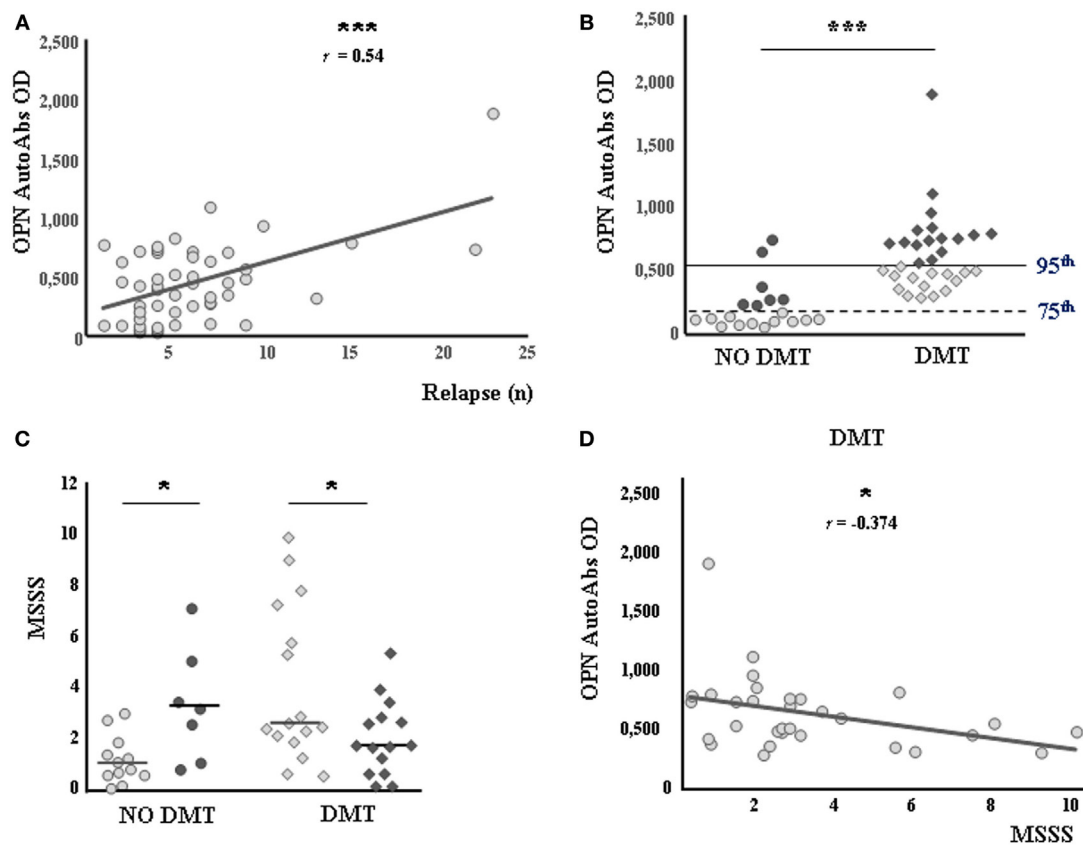 A
***
r = 0.54
OPN AutoAbs OD
2,500
2,000
1,500
1,000
0,500
0
5
10
15
20
25
Relapse (n)
B
***
OPN AutoAbs OD
2,500
2,000
1,500
1,000
0,500
0
95th
75th
NO DMT
DMT
C
*
*
MSSS
12
10
8
6
4
2
0
NO DMT
DMT
D
DMT
*
r = -0.374
OPN AutoAbs OD
2,500
2,000
1,500
1,000
0,500
0
2
4
6
8
10
MSSS